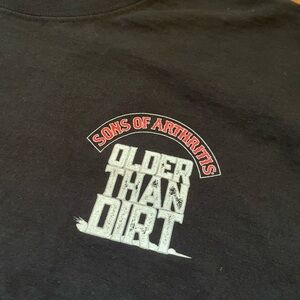 SONS OF ARTHRITIS
OLDER
THAN
DIRT